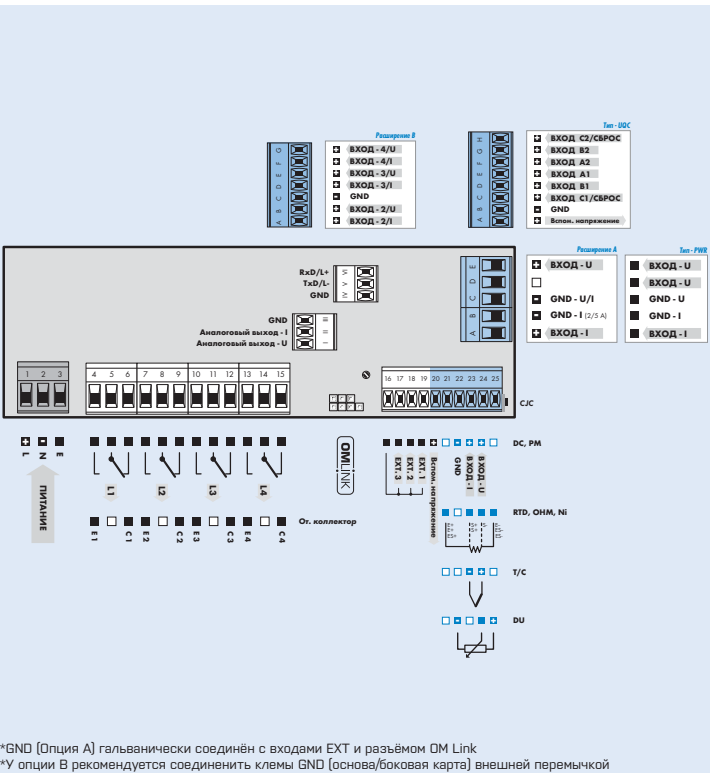 Расширение B
G
F
E
D
C
B
A
ВХОД - 4/U
ВХОД - 4/I
ВХОД - 3/U
ВХОД - 3/I
GND
ВХОД - 2/U
ВХОД - 2/I
Тип - UQC
H
G
F
E
D
C
B
A
ВХОД C2/СБРОС
ВХОД B2
ВХОД A2
ВХОД A1
ВХОД B1
ВХОД C1/СБРОС
GND
Вспом. напряжение
RxD/L+ VI
TxD/L- V
GND IV
GND III
Аналоговый выход - I II
Аналоговый выход - U I
E
D
C
B
A
Расширение A
ВХОД - U
GND - U/I
GND - I (2/5 A)
ВХОД - I
Тип - PWR
ВХОД - U
ВХОД - U
GND - U
GND - I
ВХОД - I
1 2 3
4 5 6 7 8 9 10 11 12 13 14 15
16 17 18 19 20 21 22 23 24 25
CJC
L N E
ПИТАНИЕ
L1 L2 L3 L4
OMLINK
EXT. 3
EXT. 2
EXT. 1
Вспом. напряжение
GND
ВХОД - I
ВХОД - U
DC, PM
E1 C1 E2 C2 E3 C3 E4 C4
От. коллектор
RTD, OHM, Ni
E+ S+ S- E-
E+ S+ ES-
ES+ ES-
T/C
DU
*GND (Опция A) гальванически соединён с входами EXT и разъёмом OM Link
*У опции B рекомендуется соединенить клемы GND (основа/боковая карта) внешней перемычкой